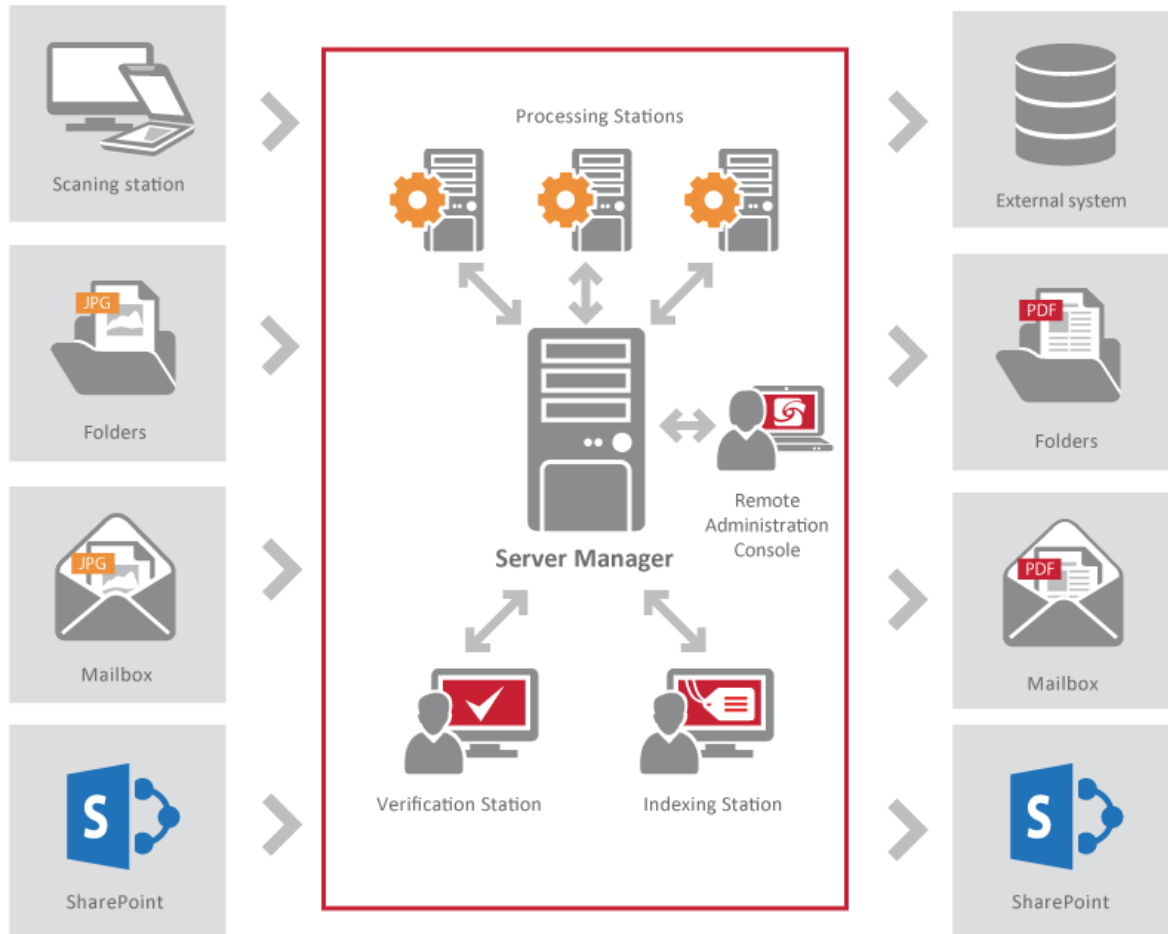 Scaning station
JPG
Folders
JPG
Mailbox
S
SharePoint
Processing Stations
Server Manager
Remote
Administration
Console
Verification Station
Indexing Station
External system
PDF
Folders
PDF
Mailbox
S
SharePoint